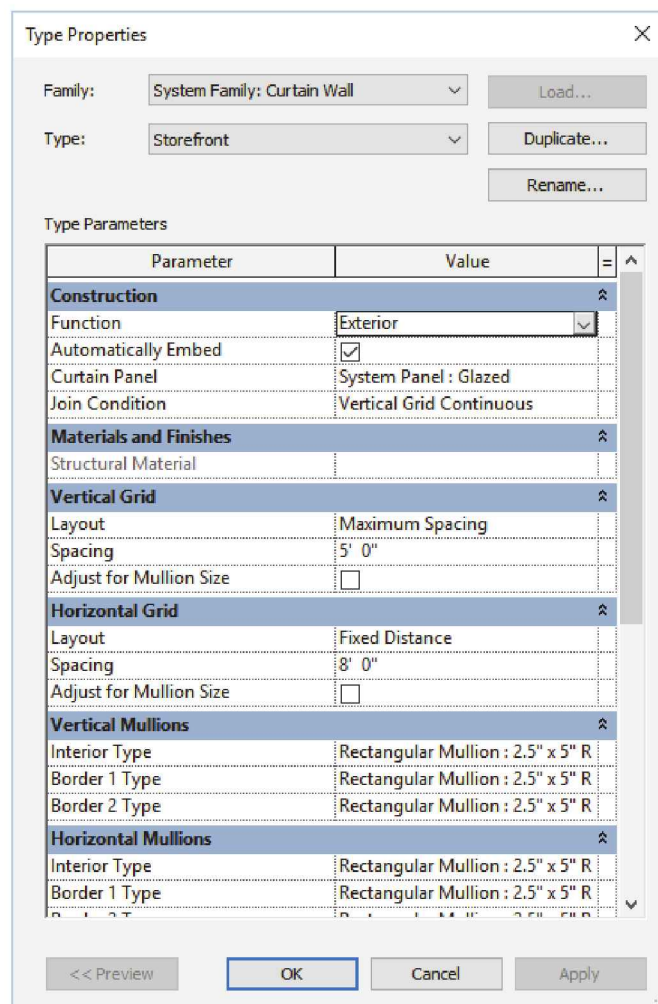 Type Properties
Family: System Family: Curtain Wall Load...
Type: Storefront Duplicate...
Rename...
Type Parameters
Parameter Value =
Construction
Function Exterior
Automatically Embed
Curtain Panel System Panel : Glazed
Join Condition Vertical Grid Continuous
Materials and Finishes
Structural Material
Vertical Grid
Layout Maximum Spacing
Spacing 5' 0"
Adjust for Mullion Size
Horizontal Grid
Layout Fixed Distance
Spacing 8' 0"
Adjust for Mullion Size
Vertical Mullions
Interior Type Rectangular Mullion : 2.5" x 5" R
Border 1 Type Rectangular Mullion : 2.5" x 5" R
Border 2 Type Rectangular Mullion : 2.5" x 5" R
Horizontal Mullions
Interior Type Rectangular Mullion : 2.5" x 5" R
Border 1 Type Rectangular Mullion : 2.5" x 5" R
<< Preview OK Cancel Apply